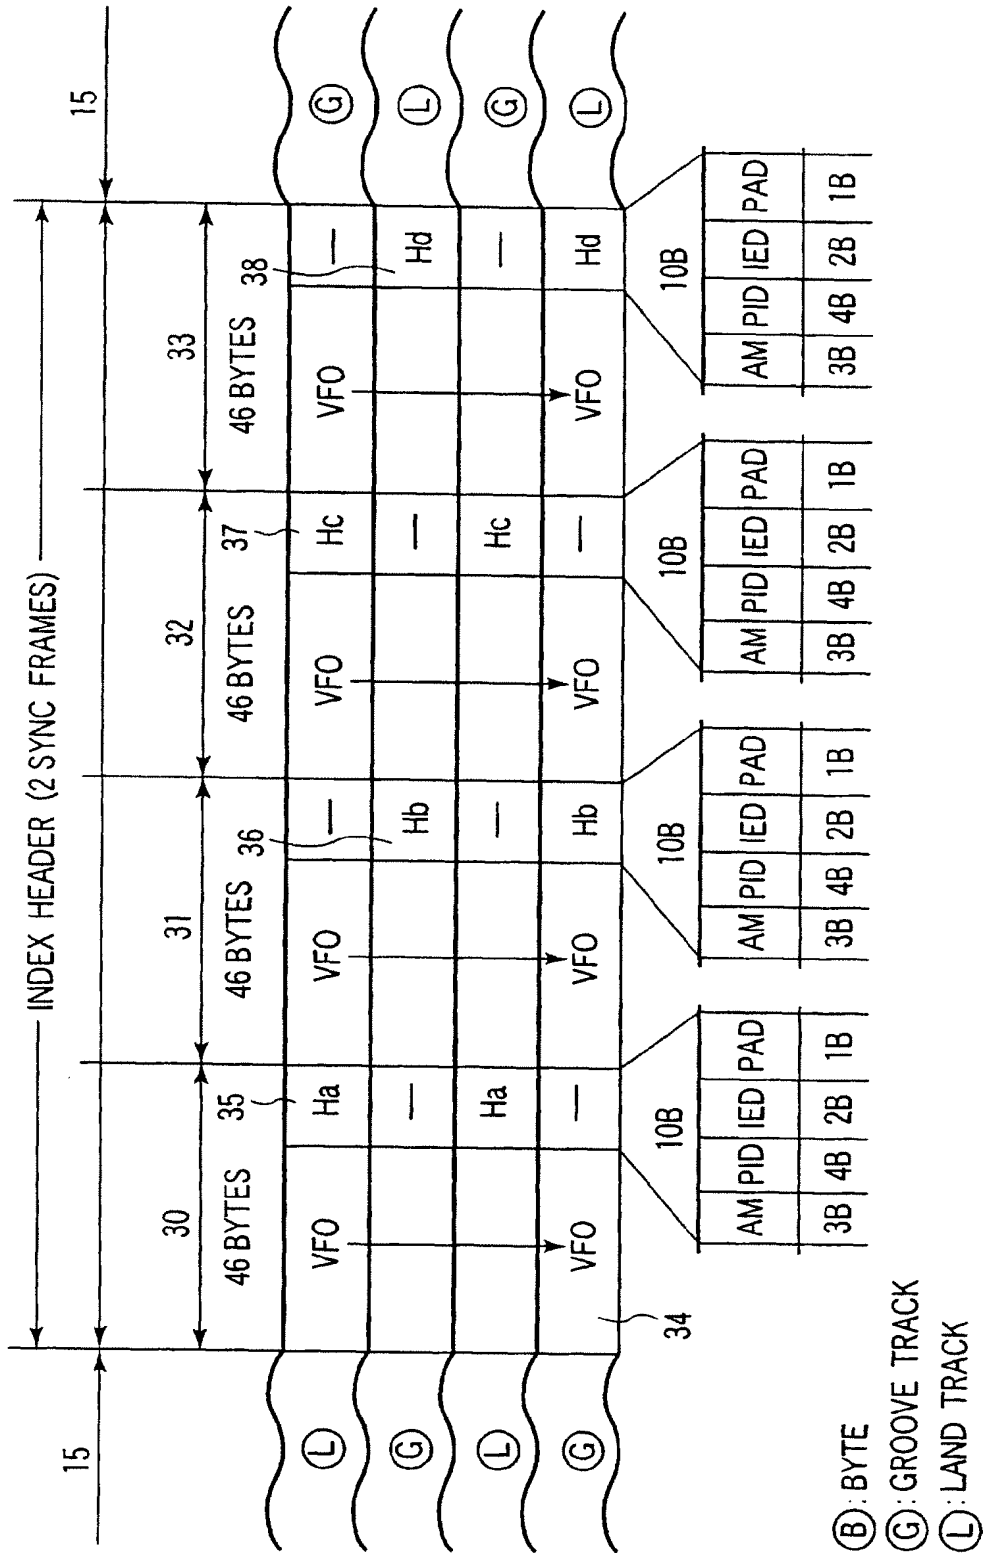 15
INDEX HEADER (2 SYNC FRAMES)
15
30
31
32
33
46 BYTES
35
46 BYTES
36
46 BYTES
37
46 BYTES
38
L
VFO
Ha
VFO
—
VFO
Hc
VFO
—
G
G
—
Hb
—
Hd
L
L
Ha
—
Hc
—
G
G
VFO
—
VFO
Hb
VFO
—
VFO
Hd
L
34
10B
10B
10B
10B
AM PID IED PAD
AM PID IED PAD
AM PID IED PAD
AM PID IED PAD
3B 4B 2B 1B
3B 4B 2B 1B
3B 4B 2B 1B
3B 4B 2B 1B
B : BYTE
G : GROOVE TRACK
L : LAND TRACK